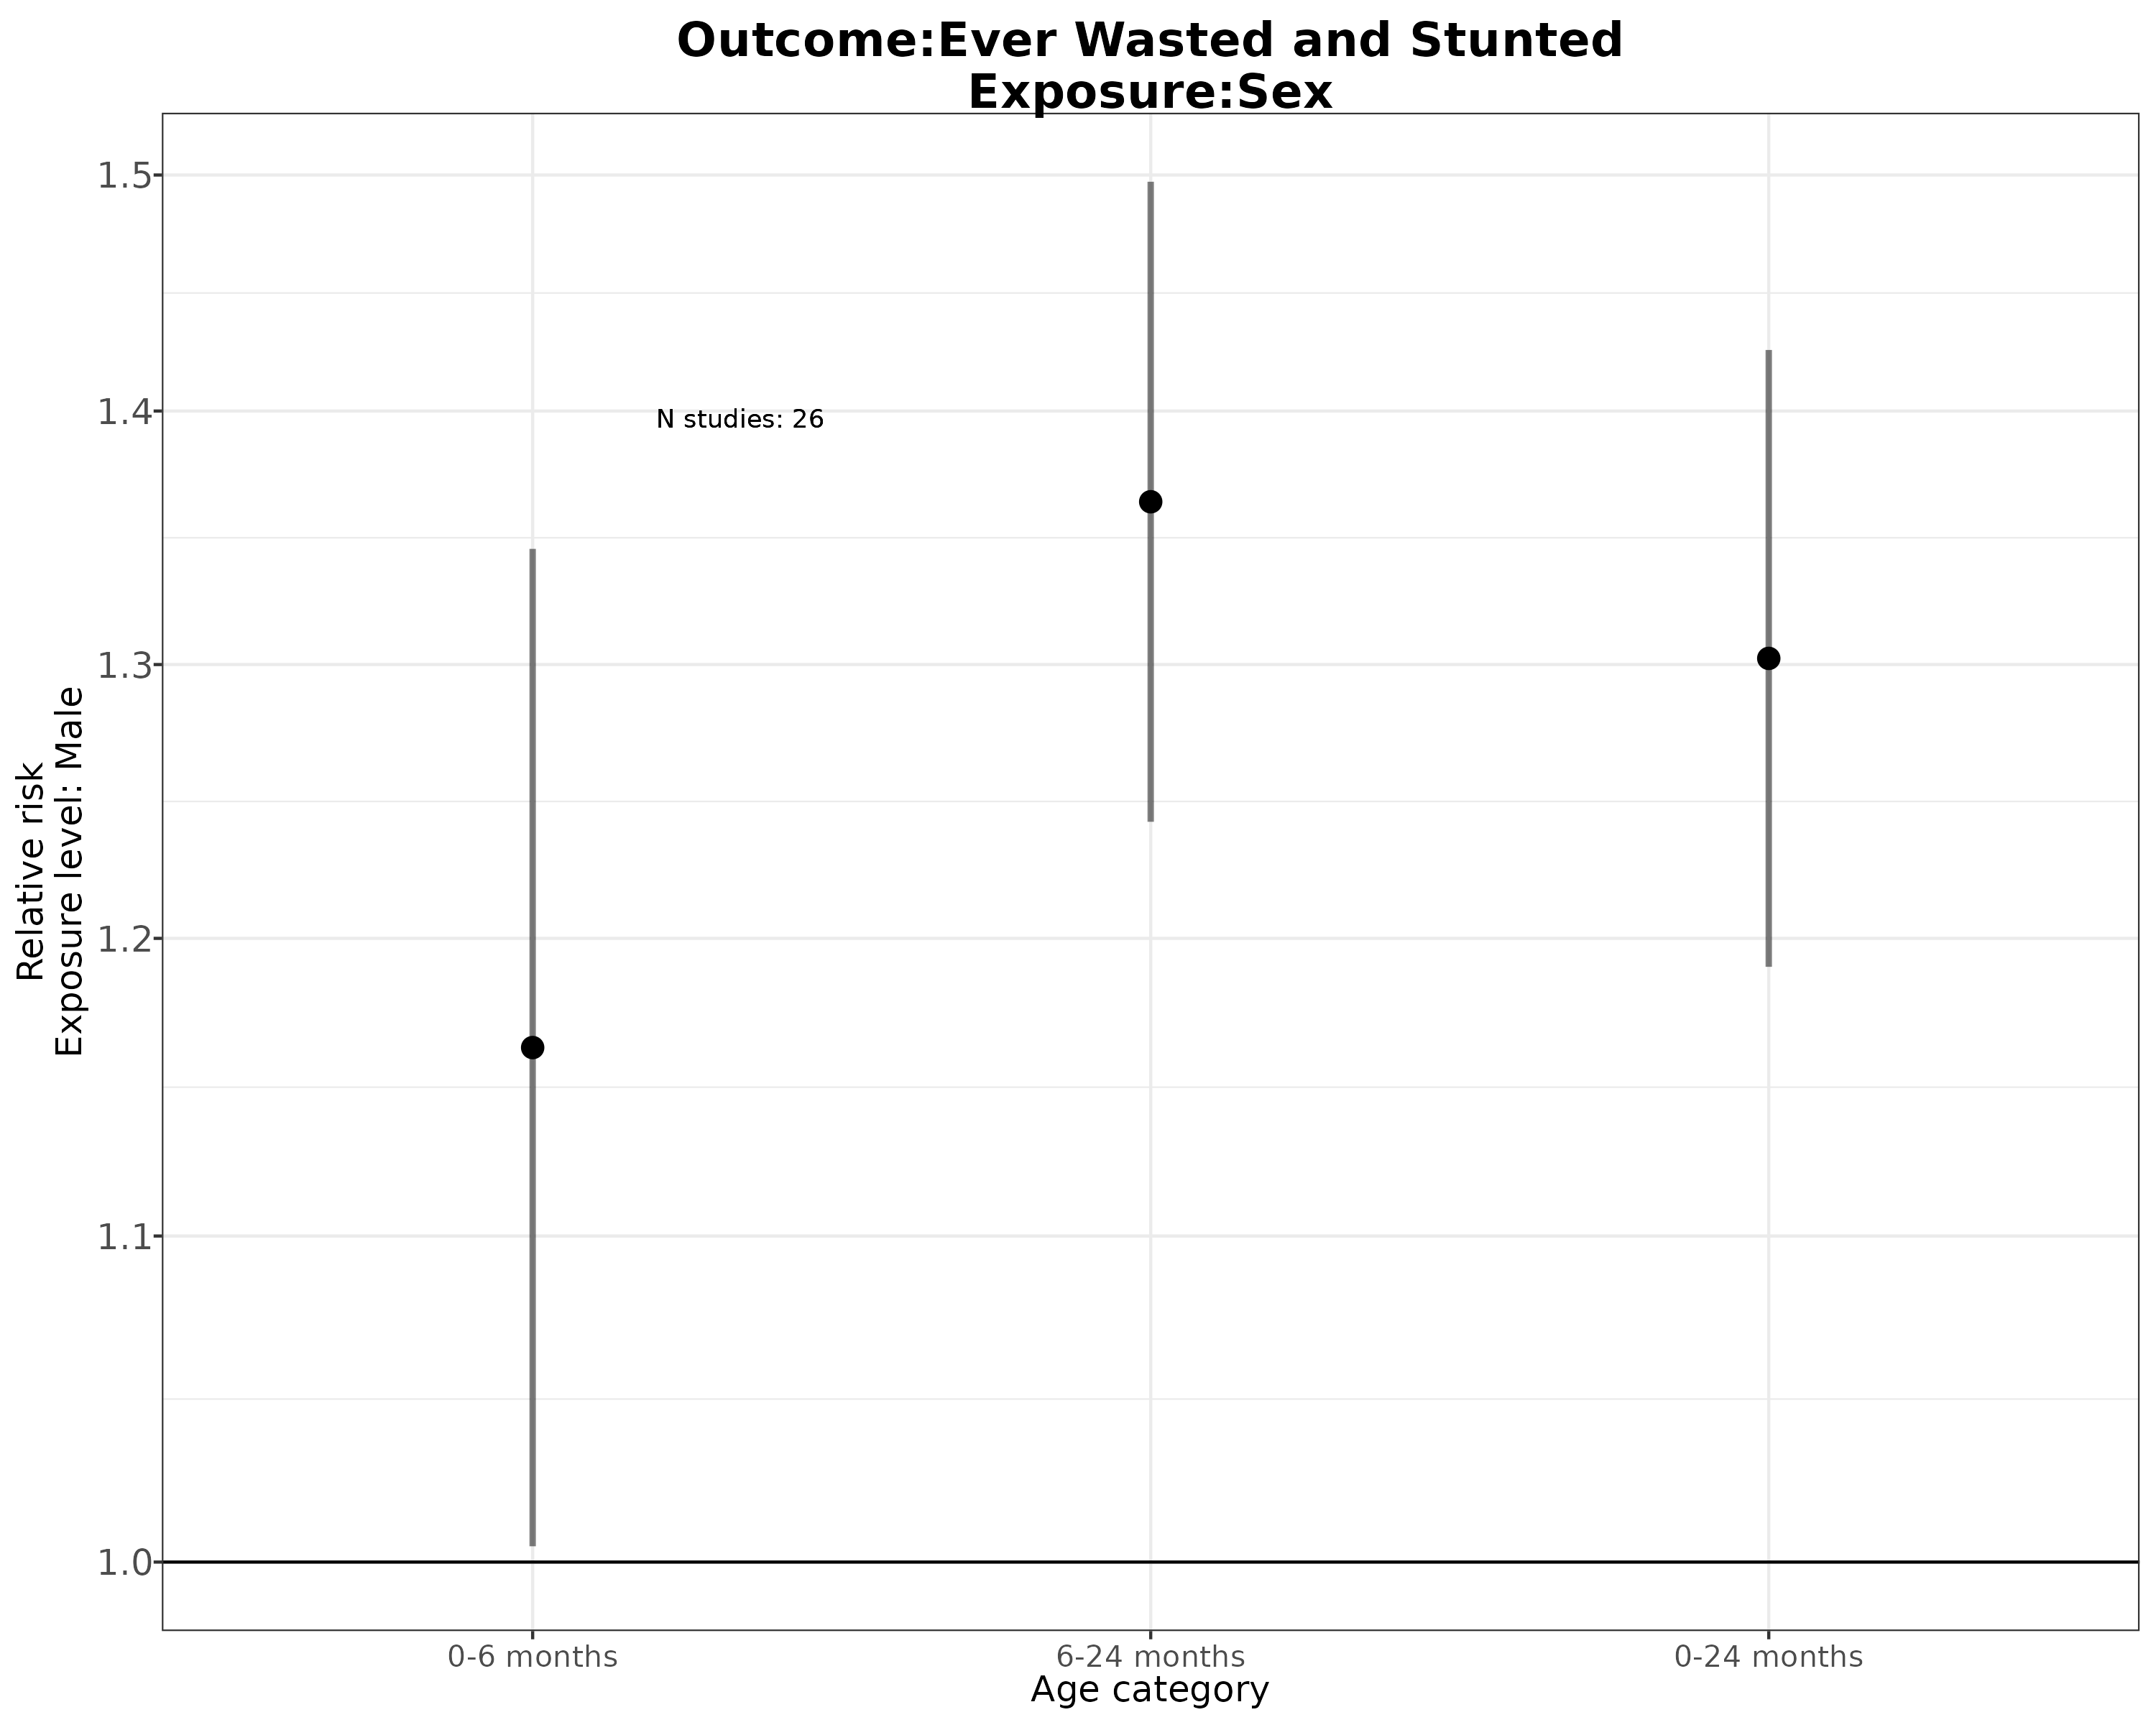 Outcome:Ever Wasted and Stunted
Exposure:Sex
Relative risk
Exposure level: Male
1.5
1.4
1.3
1.2
1.1
1.0
N studies: 26
0-6 months
6-24 months
0-24 months
Age category